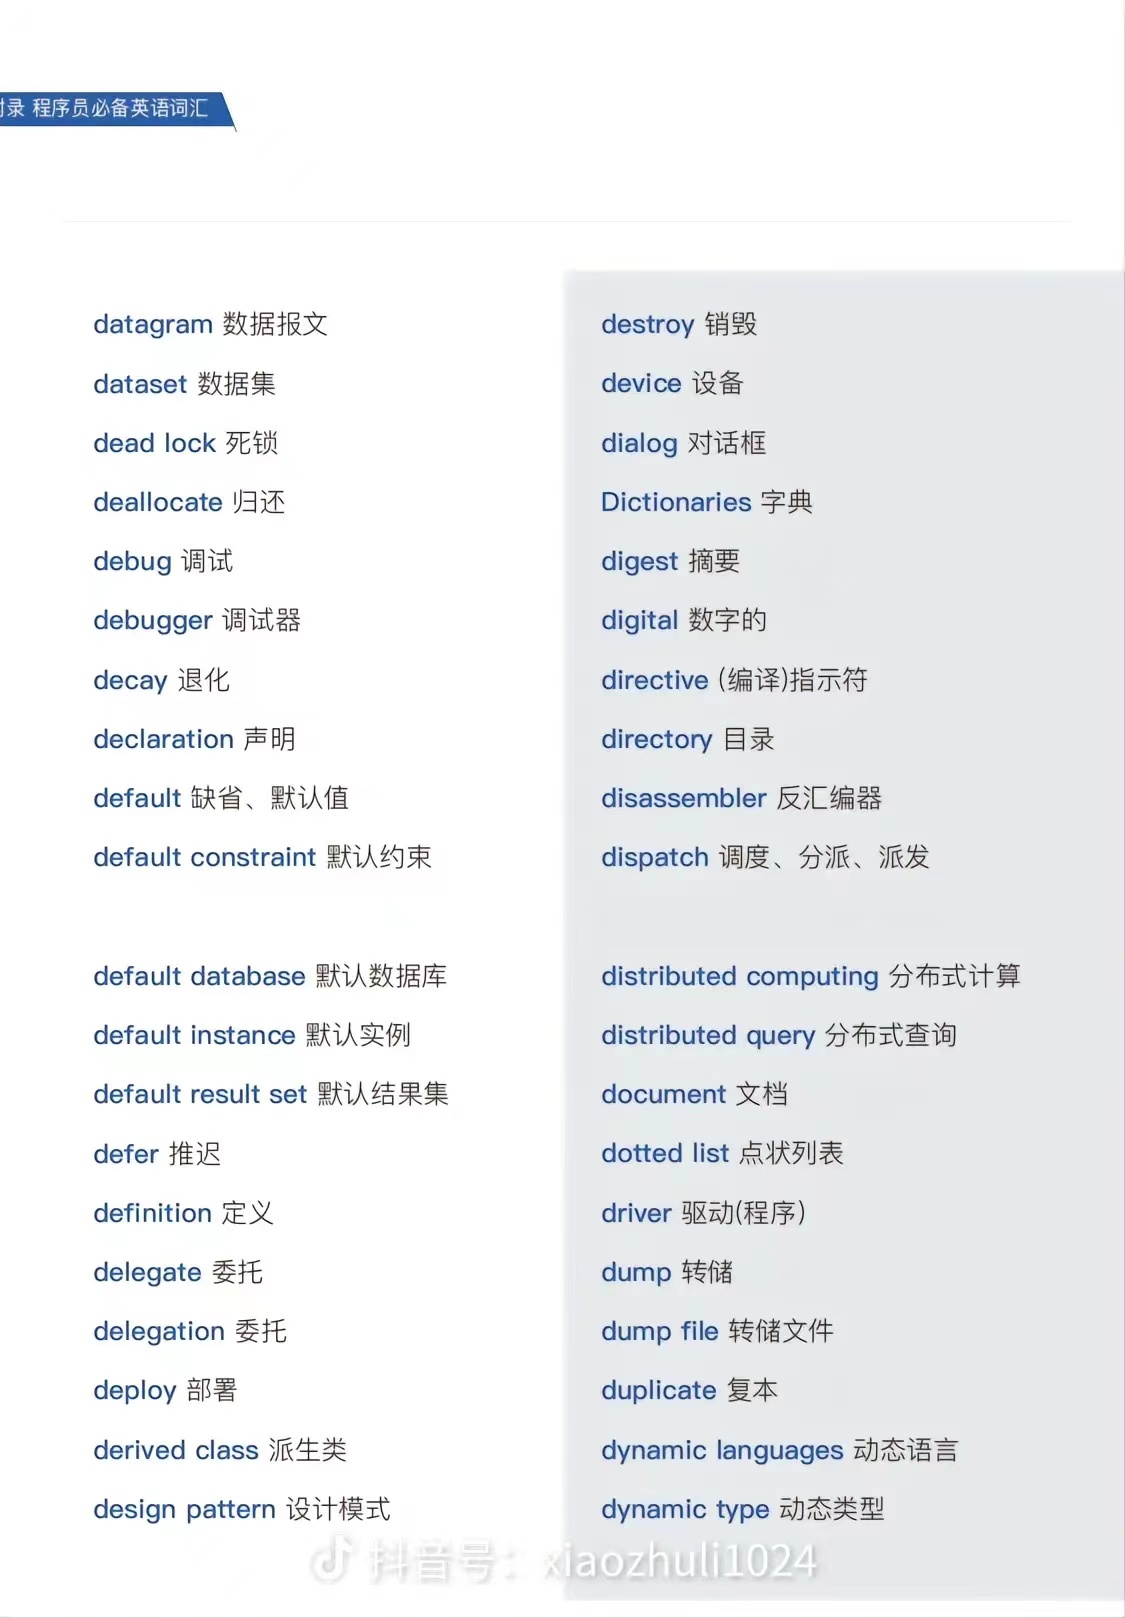 附录 程序员必备英语词汇
datagram 数据报文
dataset 数据集
dead lock 死锁
deallocate 归还
debug 调试
debugger 调试器
decay 退化
declaration 声明
default 缺省、默认值
default constraint 默认约束
default database 默认数据库
default instance 默认实例
default result set 默认结果集
defer 推迟
definition 定义
delegate 委托
delegation 委托
deploy 部署
derived class 派生类
design pattern 设计模式
destroy 销毁
device 设备
dialog 对话框
Dictionaries 字典
digest 摘要
digital 数字的
directive (编译)指示符
directory 目录
disassembler 反汇编器
dispatch 调度、分派、派发
distributed computing 分布式计算
distributed query 分布式查询
document 文档
dotted list 点状列表
driver 驱动(程序)
dump 转储
dump file 转储文件
duplicate 复本
dynamic languages 动态语言
dynamic type 动态类型
抖音号：xiaozhuli1024